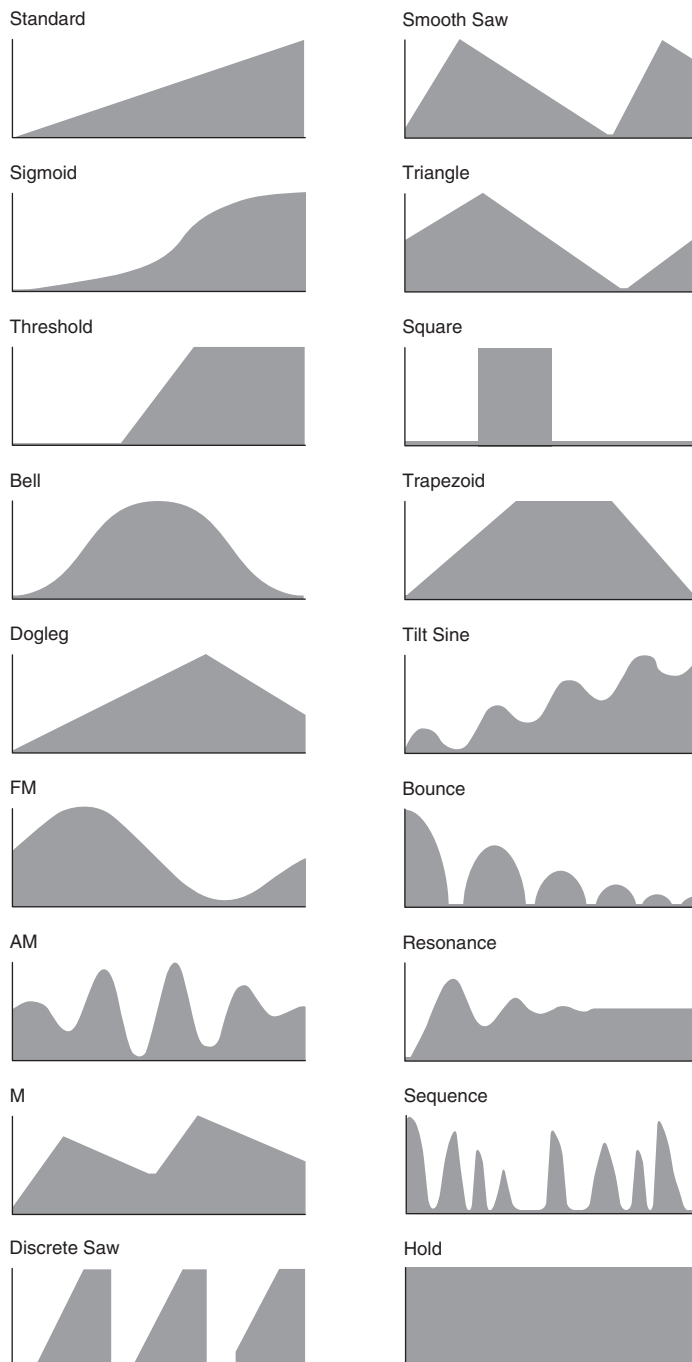 Standard
Smooth Saw
Sigmoid
Triangle
Threshold
Square
Bell
Trapezoid
Dogleg
Tilt Sine
FM
Bounce
AM
Resonance
M
Sequence
Discrete Saw
Hold